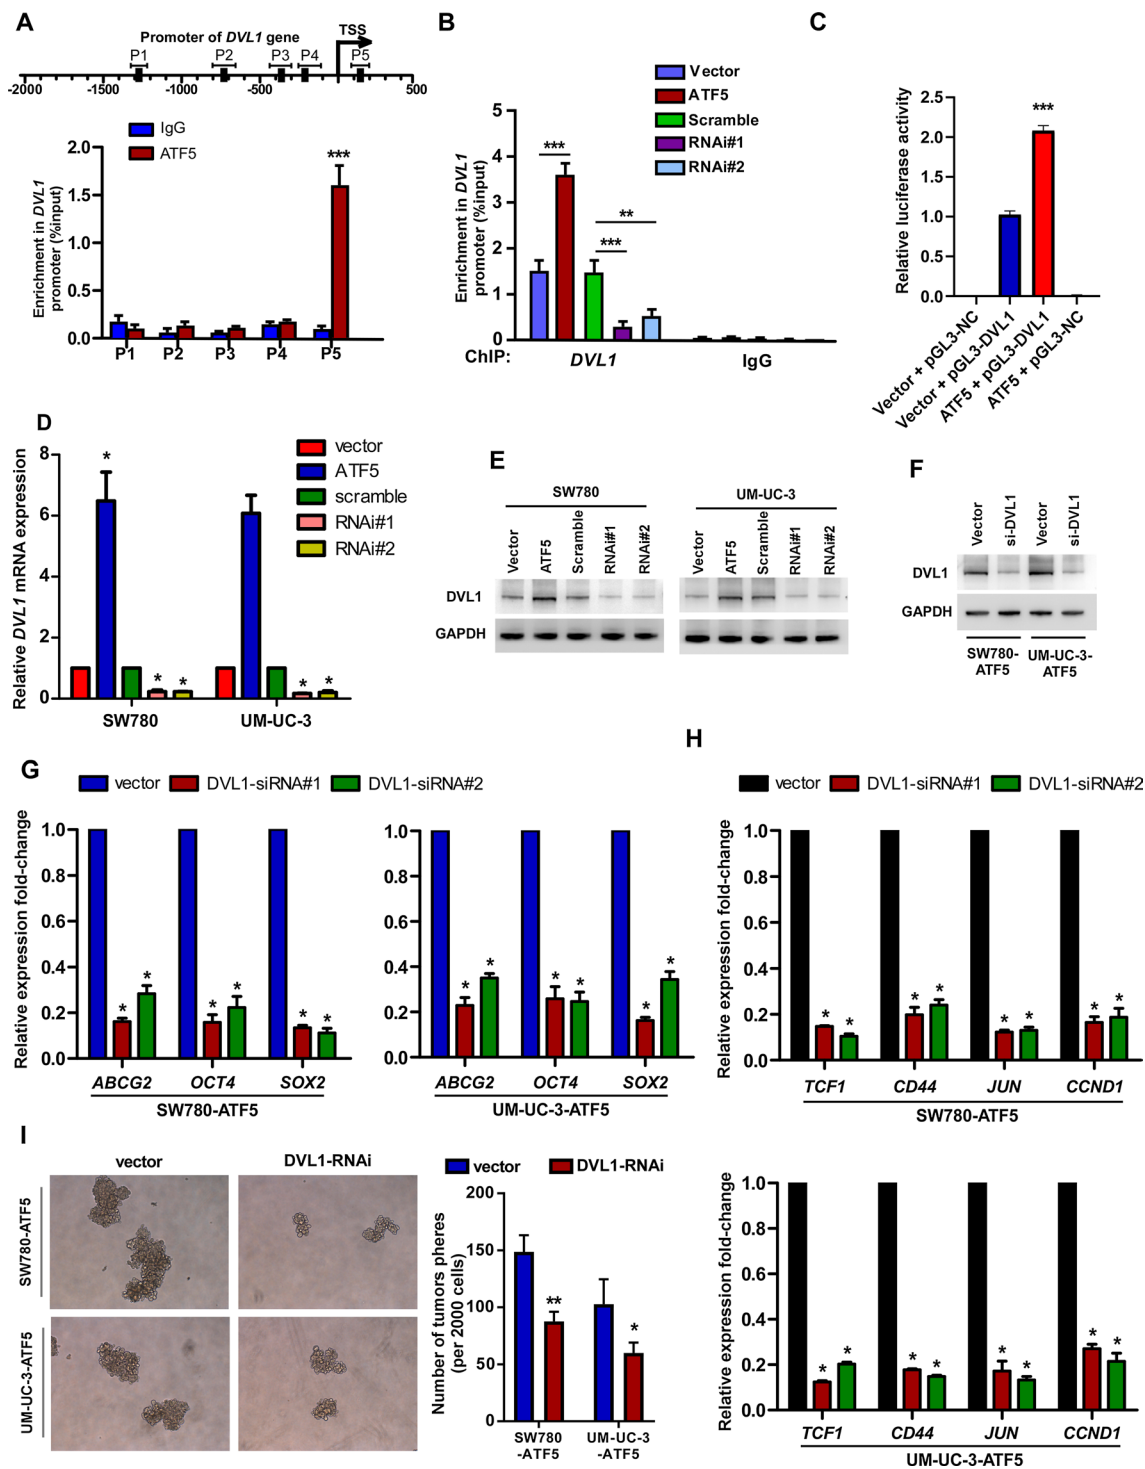 A
Promoter of DVL1 gene
TSS
P1
P2
P3
P4
P5
-2000
-1500
-1000
-500
0
500
IgG
ATF5
Enrichment in DVL1
promoter (%input)
2.0
1.5
1.0
0.5
0.0
***
P1
P2
P3
P4
P5
B
Vector
ATF5
Scramble
RNAi#1
RNAi#2
Enrichment in DVL1
promoter (%input)
5
4
3
2
1
0
***
**
***
ChIP:
DVL1
IgG
C
Relative luciferase activity
2.5
2.0
1.5
1.0
0.5
0.0
***
Vector + pGL3-NC
Vector + pGL3-DVL1
ATF5 + pGL3-DVL1
ATF5 + pGL3-NC
D
Relative DVL1 mRNA expression
8
6
4
2
0
vector
ATF5
scramble
RNAi#1
RNAi#2
*
*
*
*
*
SW780
UM-UC-3
E
SW780
UM-UC-3
Vector
ATF5
Scramble
RNAi#1
RNAi#2
Vector
ATF5
Scramble
RNAi#1
RNAi#2
DVL1
GAPDH
F
Vector
si-DVL1
Vector
si-DVL1
DVL1
GAPDH
SW780-
ATF5
UM-UC-3-
ATF5
G
vector
DVL1-siRNA#1
DVL1-siRNA#2
Relative expression fold-change
1.0
0.8
0.6
0.4
0.2
0.0
*
*
*
*
*
*
ABCG2
OCT4
SOX2
SW780-ATF5
1.0
0.8
0.6
0.4
0.2
0.0
*
*
*
*
*
*
ABCG2
OCT4
SOX2
UM-UC-3-ATF5
H
vector
DVL1-siRNA#1
DVL1-siRNA#2
Relative expression fold-change
1.0
0.8
0.6
0.4
0.2
0.0
*
*
*
*
*
*
*
*
TCF1
CD44
JUN
CCND1
SW780-ATF5
Relative expression fold-change
1.0
0.8
0.6
0.4
0.2
0.0
*
*
*
*
*
*
*
*
TCF1
CD44
JUN
CCND1
UM-UC-3-ATF5
I
vector
DVL1-RNAi
SW780-ATF5
UM-UC-3-ATF5
vector
DVL1-RNAi
Number of tumors pheres
(per 2000 cells)
200
150
100
50
0
**
*
SW780
-ATF5
UM-UC-3
-ATF5